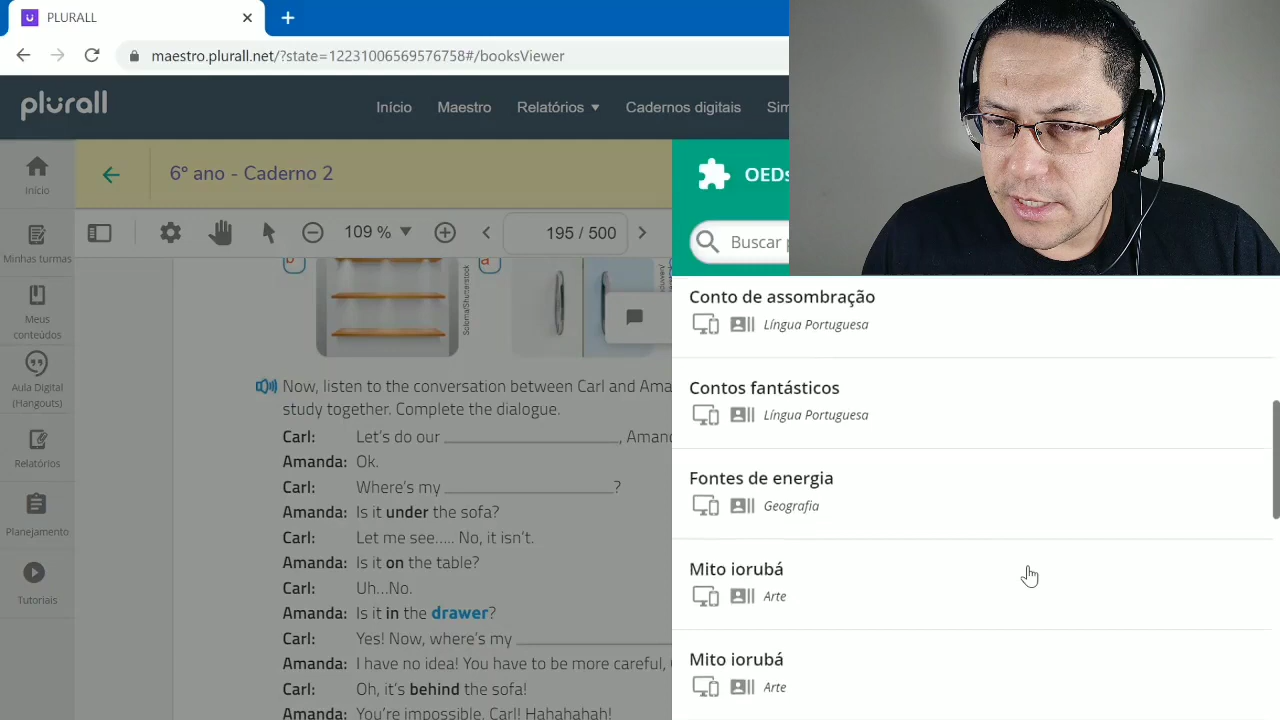 PLURALL
maestro.plurall.net/?state=12231006569576758#/booksViewer
plurall
Início
Maestro
Relatórios
Cadernos digitais
Sim
Início
Minhas turmas
Meus
conteúdos
Aula Digital
(Hangouts)
Relatórios
Planejamento
Tutoriais
6º ano - Caderno 2
109 %
195 / 500
b
a
Now, listen to the conversation between Carl and Ama
study together. Complete the dialogue.
Carl: Let's do our ____________________, Aman
Amanda: Ok.
Carl: Where's my ____________________?
Amanda: Is it under the sofa?
Carl: Let me see..... No, it isn't.
Amanda: Is it on the table?
Carl: Uh...No.
Amanda: Is it in the drawer?
Carl: Yes! Now, where's my ____________________
Amanda: I have no idea! You have to be more careful,
Carl: Oh, it's behind the sofa!
Amanda: You're impossible, Carl! Hahahahah!
OEDs
Buscar p
Conto de assombração
Língua Portuguesa
Contos fantásticos
Língua Portuguesa
Fontes de energia
Geografia
Mito iorubá
Arte
Mito iorubá
Arte